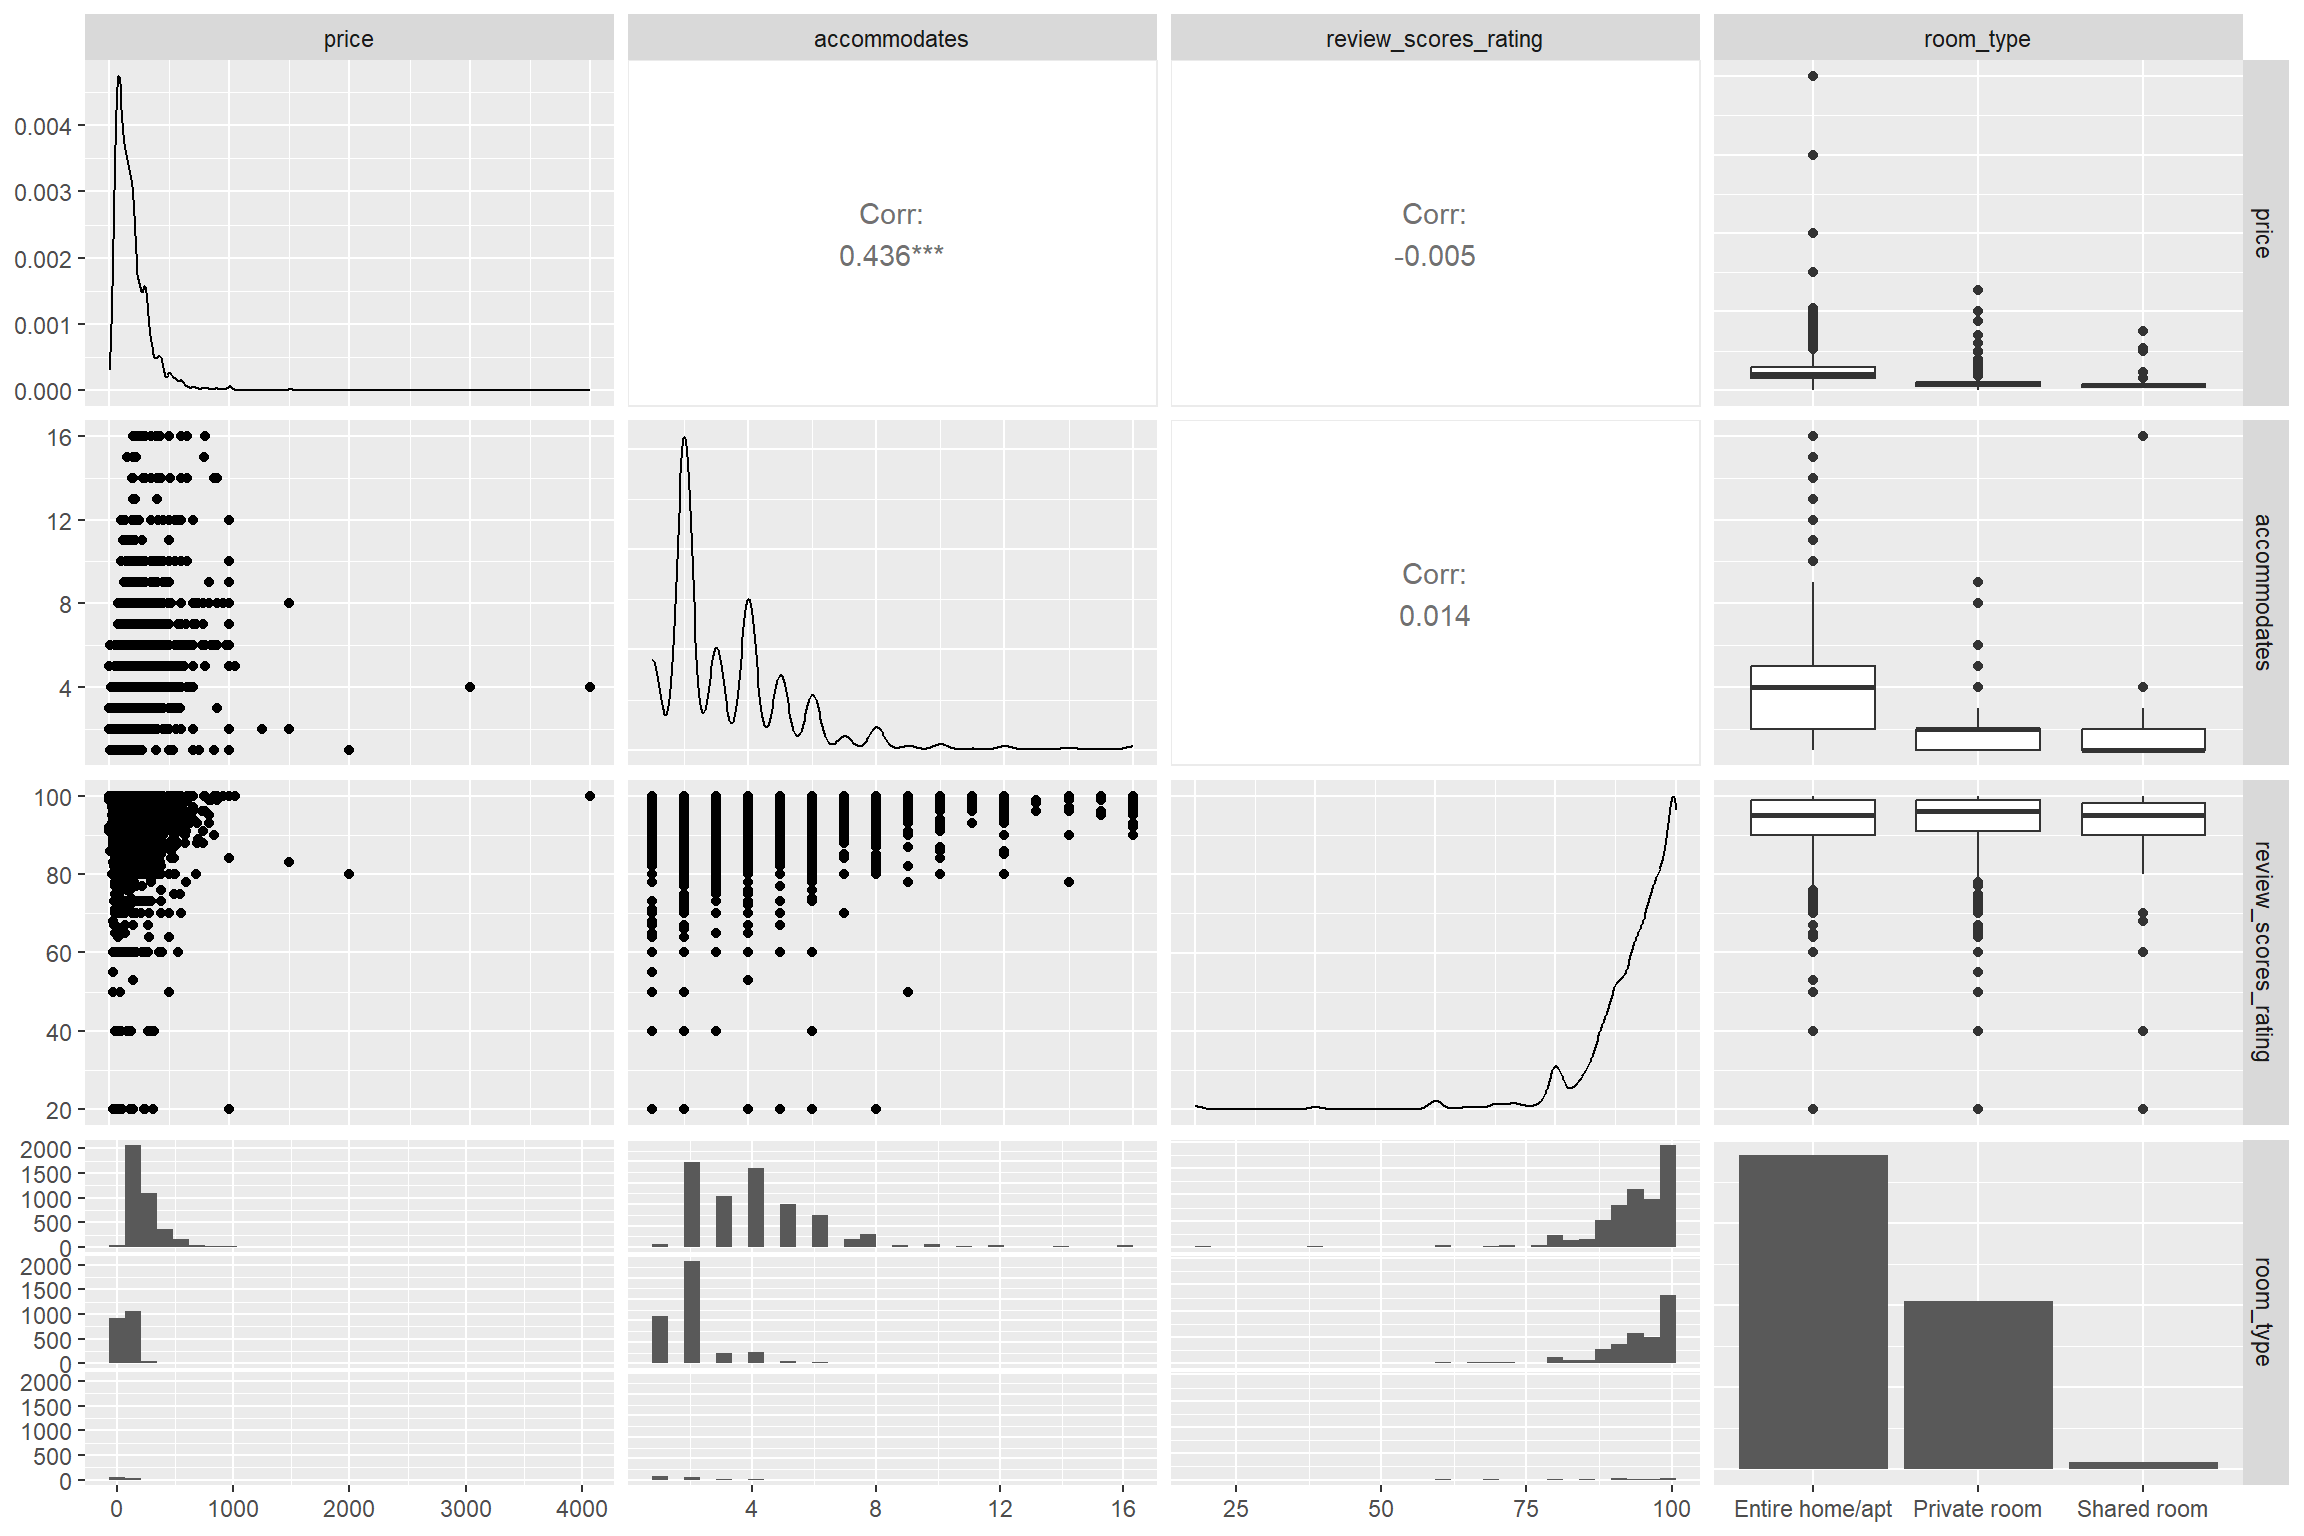 price
accommodates
review_scores_rating
room_type
0.004
0.003
0.002
0.001
0.000
Corr:
0.436***
Corr:
-0.005
price
16
12
8
4
Corr:
0.014
accommodates
100
80
60
40
20
review_scores_rating
2000
1500
1000
500
0
2000
1500
1000
500
0
2000
1500
1000
500
0
room_type
0 1000 2000 3000 4000
4 8 12 16
25 50 75 100
Entire home/apt Private room Shared room